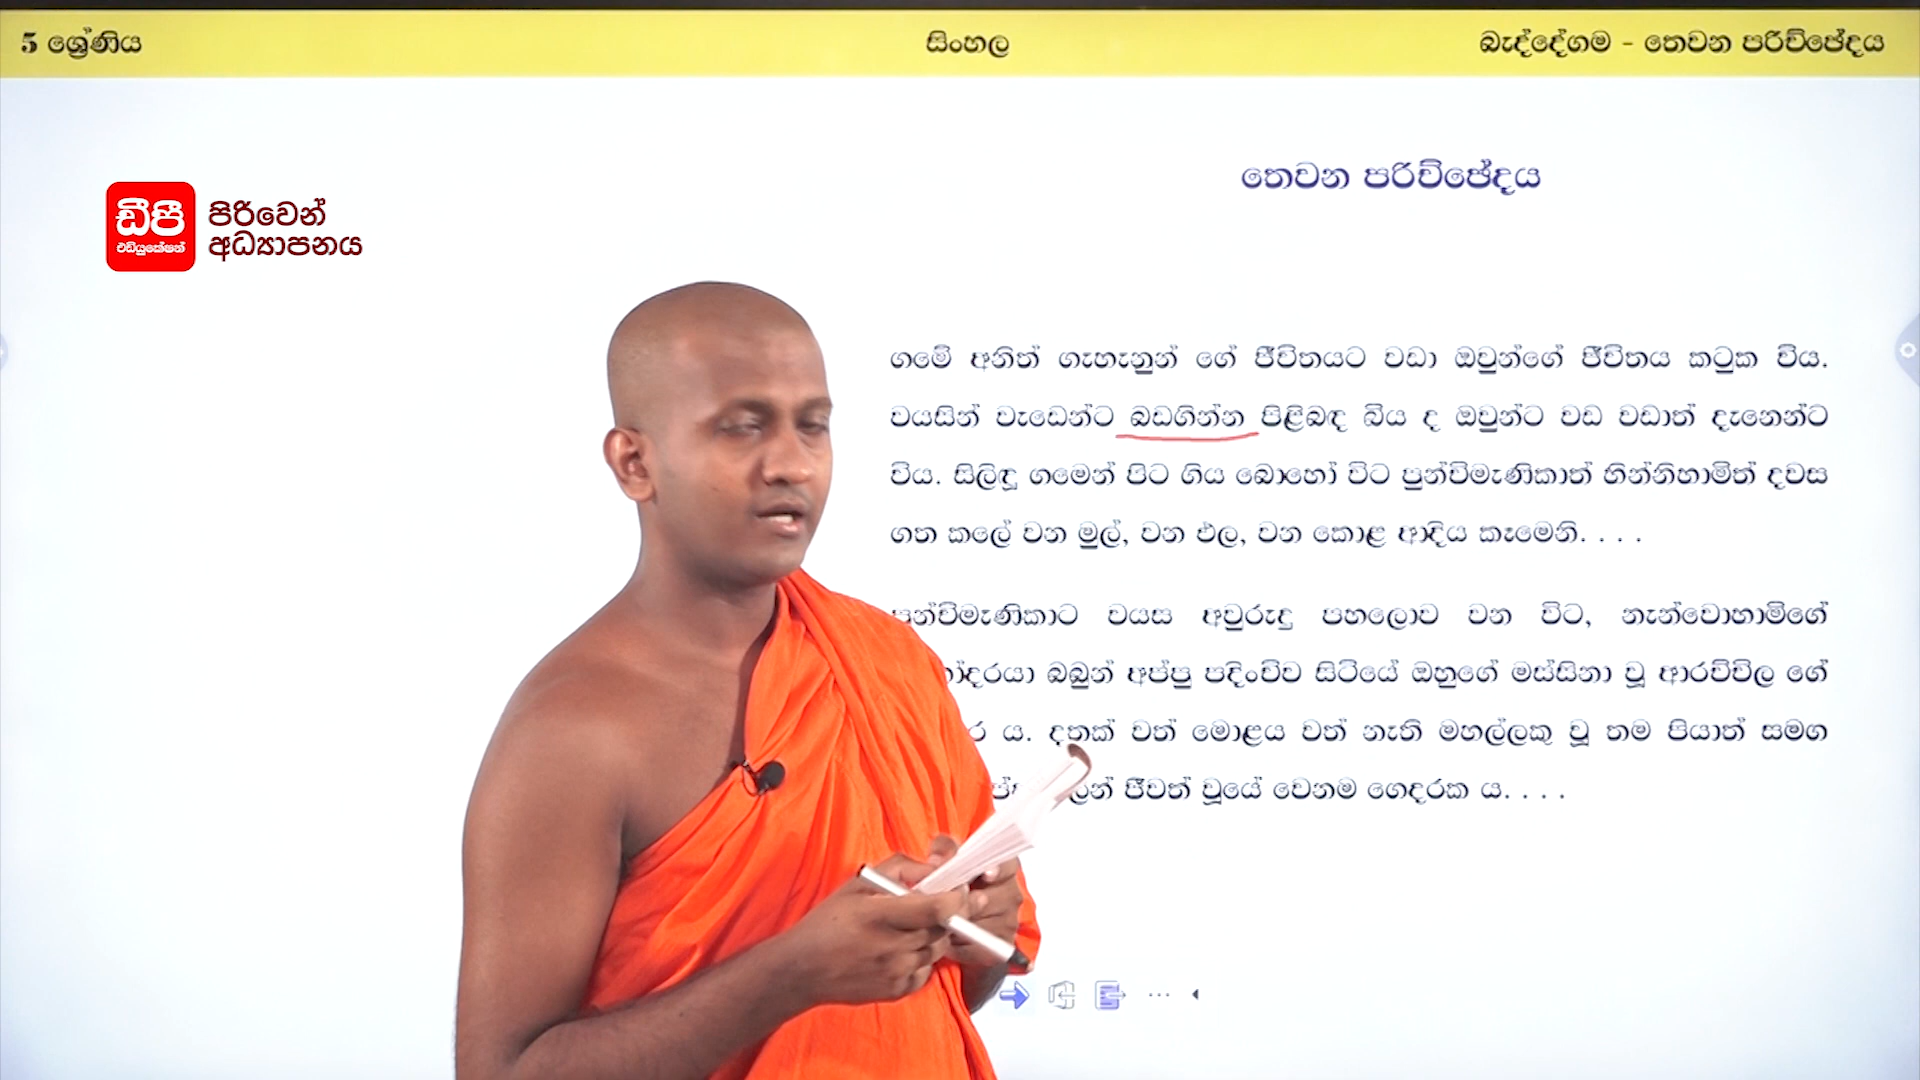 5 ශ්‍රේණිය
සිංහල
බැද්දේගම - තෙවන පරිච්ඡේදය
තෙවන පරිච්ඡේදය
ඩීපී
එඩියුකේෂන්
පිරිවෙන්
අධ්‍යාපනය
ගමේ අනිත් ගැහැනුන් ගේ ජීවිතයට වඩා ඔවුන්ගේ ජීවිතය කටුක විය.
වයසින් වැඩෙන්ට බඩගින්න පිළිබඳ බිය ද ඔවුන්ට වඩ වඩාත් දැනෙන්ට
විය. සිලිඳු ගමෙන් පිට ගිය බොහෝ විට පුන්චිමැණිකාත් හින්නිහාමිත් දවස
ගත කලේ වන මුල්, වන ඵල, වන කොළ ආදිය කෑමෙනි. . . .
පුන්චිමැණිකාට වයස අවුරුදු පහලොව වන විට, නැන්චොහාමිගේ
බබුන් අප්පු පදිංචිව සිටියේ ඔහුගේ මස්සිනා වූ ආරච්චිල ගේ
ය. දතක් වත් මොළය වත් නැති මහල්ලකු වූ තම පියාත් සමග
ජීවත් වූයේ වෙනම ගෙදරක ය. . . .